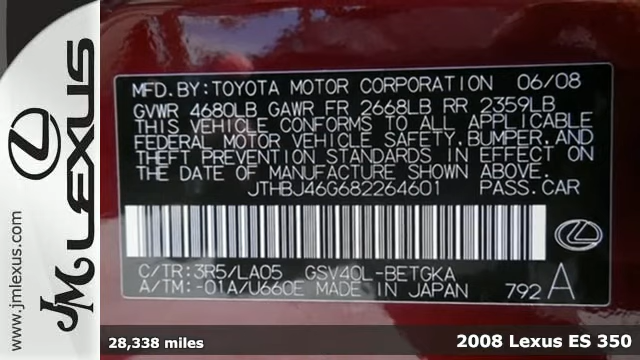 MFD. BY: TOYOTA MOTOR CORPORATION 06/08
GVWR 4680LB GAWR FR 2668LB RR 2359LB
THIS VEHICLE CONFORMS TO ALL APPLICABLE
FEDERAL MOTOR VEHICLE SAFETY, BUMPER, AND
THEFT PREVENTION STANDARDS IN EFFECT ON
THE DATE OF MANUFACTURE SHOWN ABOVE.
JTHBJ46G682264601 PASS. CAR
C/TR: 3R5/LA05 GSV40L-BETGKA
A/TM: -01A/U660E MADE IN JAPAN 792 A
www.jmlexus.com
JM LEXUS
28,338 miles
2008 Lexus ES 350